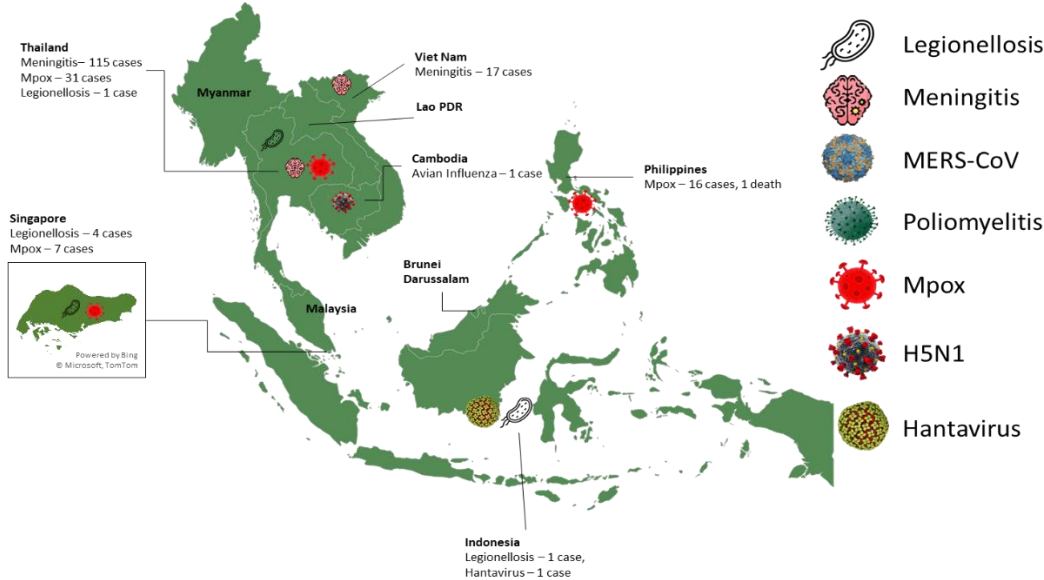 Thailand
Meningitis– 115 cases
Mpox – 31 cases
Legionellosis – 1 case
Myanmar
Viet Nam
Meningitis – 17 cases
Lao PDR
Cambodia
Avian Influenza – 1 case
Philippines
Mpox – 16 cases, 1 death
Singapore
Legionellosis – 4 cases
Mpox – 7 cases
Powered by Bing
© Microsoft, TomTom
Malaysia
Brunei
Darussalam
Indonesia
Legionellosis – 1 case,
Hantavirus – 1 case
Legionellosis
Meningitis
MERS-CoV
Poliomyelitis
Mpox
H5N1
Hantavirus